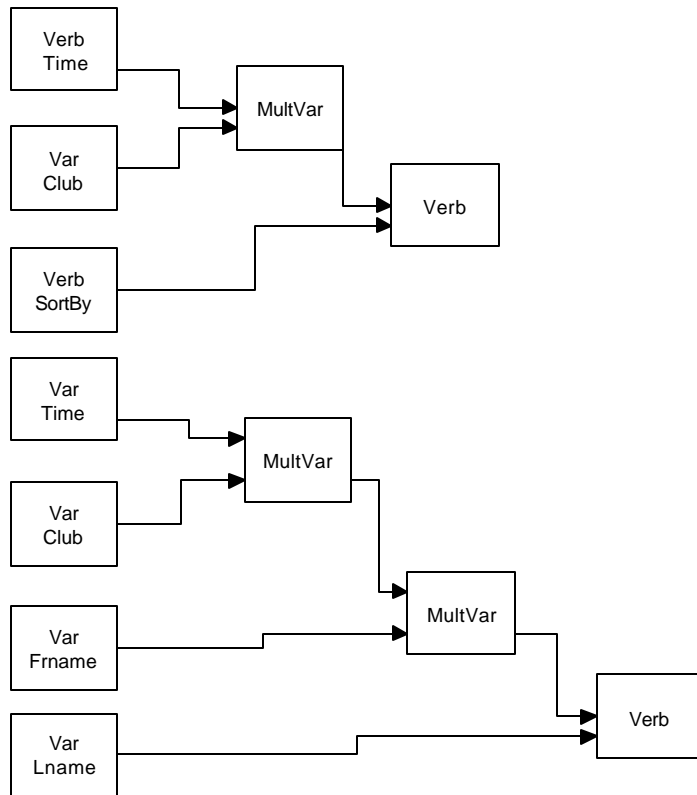 Verb
Time
MultVar
Var
Club
Verb
Verb
SortBy
Var
Time
MultVar
Var
Club
MultVar
Var
Frname
Verb
Var
Lname